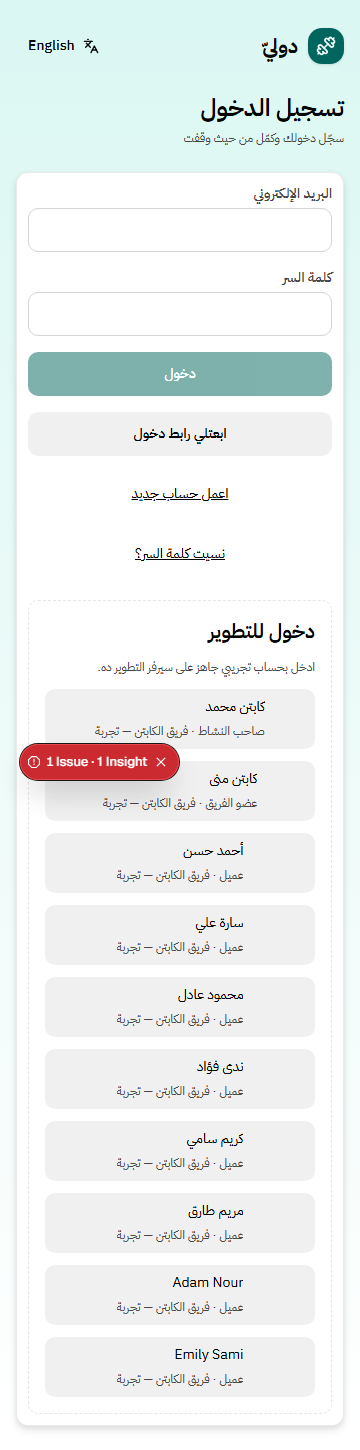 دوليّ
English
تسجيل الدخول
سجّل دخولك وكمّل من حيث وقفت
البريد الإلكتروني
كلمة السر
دخول
ابعتلي رابط دخول
اعمل حساب جديد
نسيت كلمة السر؟
دخول للتطوير
ادخل بحساب تجريبي جاهز على سيرفر التطوير ده.
كابتن محمد
صاحب النشاط · فريق الكابتن — تجربة
1 Issue · 1 Insight
كابتن منى
عضو الفريق · فريق الكابتن — تجربة
أحمد حسن
عميل · فريق الكابتن — تجربة
سارة علي
عميل · فريق الكابتن — تجربة
محمود عادل
عميل · فريق الكابتن — تجربة
ندى فؤاد
عميل · فريق الكابتن — تجربة
كريم سامي
عميل · فريق الكابتن — تجربة
مريم طارق
عميل · فريق الكابتن — تجربة
Adam Nour
عميل · فريق الكابتن — تجربة
Emily Sami
عميل · فريق الكابتن — تجربة